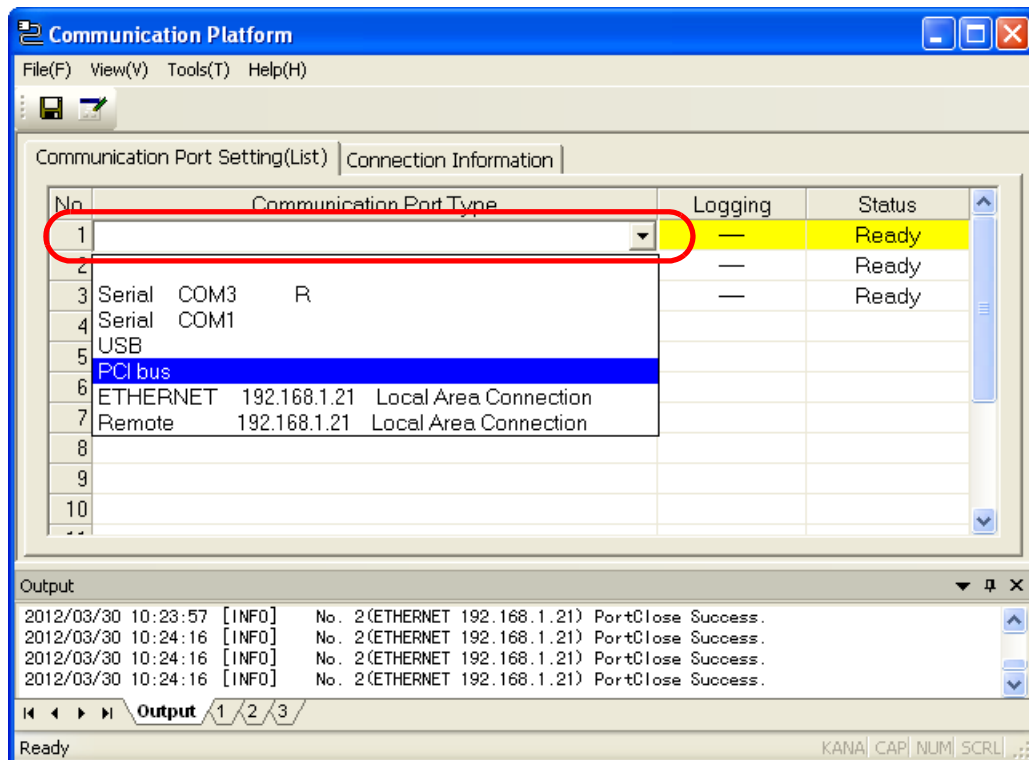 Communication Platform
File(F) View(V) Tools(T) Help(H)
Communication Port Setting(List) Connection Information
No. Communication Port Type Logging Status
1 — Ready
2 — Ready
3 Serial COM3 R — Ready
4 Serial COM1
5 USB
PCI bus
6 ETHERNET 192.168.1.21 Local Area Connection
7 Remote 192.168.1.21 Local Area Connection
8
9
10
Output
2012/03/30 10:23:57 [INFO] No. 2(ETHERNET 192.168.1.21) PortClose Success.
2012/03/30 10:24:16 [INFO] No. 2(ETHERNET 192.168.1.21) PortClose Success.
2012/03/30 10:24:16 [INFO] No. 2(ETHERNET 192.168.1.21) PortClose Success.
2012/03/30 10:24:16 [INFO] No. 2(ETHERNET 192.168.1.21) PortClose Success.
Output 1 2 3
Ready KANA CAP NUM SCRL